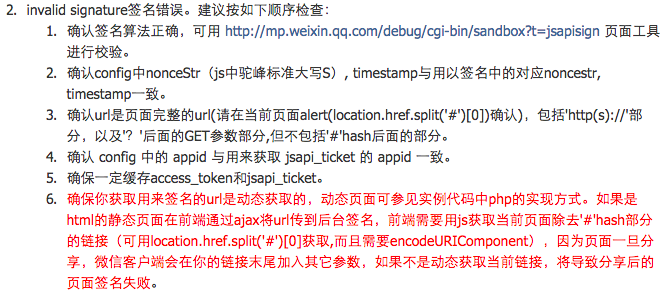 2. invalid signature签名错误。建议按如下顺序检查：
1. 确认签名算法正确，可用 http://mp.weixin.qq.com/debug/cgi-bin/sandbox?t=jsapisign 页面工具
进行校验。
2. 确认config中nonceStr（js中驼峰标准大写S）, timestamp与用以签名中的对应noncestr,
timestamp一致。
3. 确认url是页面完整的url(请在当前页面alert(location.href.split('#')[0])确认)，包括'http(s)://'部
分，以及'？'后面的GET参数部分,但不包括'#'hash后面的部分。
4. 确认 config 中的 appid 与用来获取 jsapi_ticket 的 appid 一致。
5. 确保一定缓存access_token和jsapi_ticket。
6. 确保你获取用来签名的url是动态获取的，动态页面可参见实例代码中php的实现方式。如果是
html的静态页面在前端通过ajax将url传到后台签名，前端需要用js获取当前页面除去'#'hash部分
的链接（可用location.href.split('#')[0]获取,而且需要encodeURIComponent），因为页面一旦分
享，微信客户端会在你的链接末尾加入其它参数，如果不是动态获取当前链接，将导致分享后的
页面签名失败。